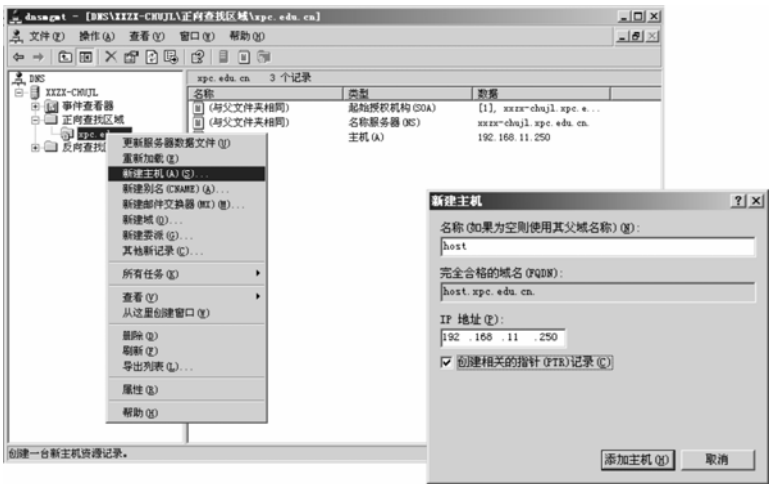 dnsmgmt - [DNS\XXZX-CHUJL\正向查找区域\xpc.edu.cn]
文件(F) 操作(A) 查看(V) 窗口(W) 帮助(H)
DNS
XXZX-CHUJL
事件查看器
正向查找区域
xpc.e
反向查找
xpc.edu.cn 3 个记录
名称 类型 数据
(与父文件夹相同) 起始授权机构(SOA) [1], xxzx-chujl.xpc.e...
(与父文件夹相同) 名称服务器(NS) xxzx-chujl.xpc.edu.cn.
主机(A) 192.168.11.250
更新服务器数据文件(U)
重新加载(E)
新建主机(A)(S)...
新建别名(CNAME)(A)...
新建邮件交换器(MX)(M)...
新建域(O)...
新建委派(G)...
其他新记录(C)...
所有任务(K)
查看(V)
从这里创建窗口(W)
删除(D)
刷新(F)
导出列表(L)...
属性(R)
帮助(H)
创建一台新主机资源记录。
新建主机
名称(如果为空则使用其父域名称)(N):
host
完全合格的域名(FQDN):
host.xpc.edu.cn.
IP 地址(P):
192 .168 .11 .250
创建相关的指针(PTR)记录(C)
添加主机(H) 取消